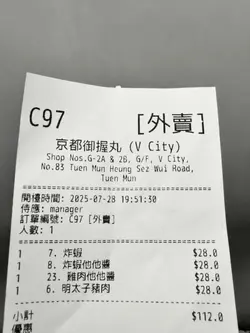 C97 [外賣]
京都御握丸 (V City)
Shop Nos.G-2A & 2B, G/F, V City,
No.83 Tuen Mun Heung Sez Wui Road,
Tuen Mun
開檯時間: 2025-07-28 19:51:30
侍應: manager
訂單編號: C97 [外賣]
人數: 1
1 7. 炸蝦 $28.0
1 8. 炸蝦他他醬 $28.0
1 23. 雞肉他他醬 $28.0
1 6. 明太子豬肉 $28.0
小計 $112.0
優惠